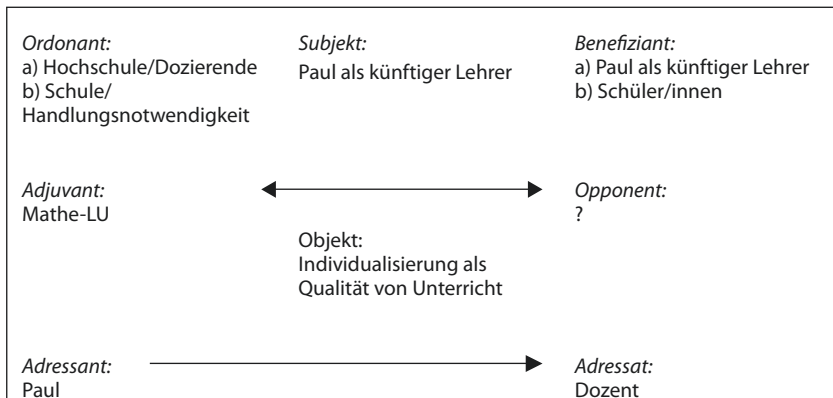 Ordonant:
a) Hochschule/Dozierende
b) Schule/
Handlungsnotwendigkeit
Subjekt:
Paul als künftiger Lehrer
Benefiziant:
a) Paul als künftiger Lehrer
b) Schüler/innen
Adjuvant:
Mathe-LU
Opponent:
?
Objekt:
Individualisierung als
Qualität von Unterricht
Adressant:
Paul
Adressat:
Dozent